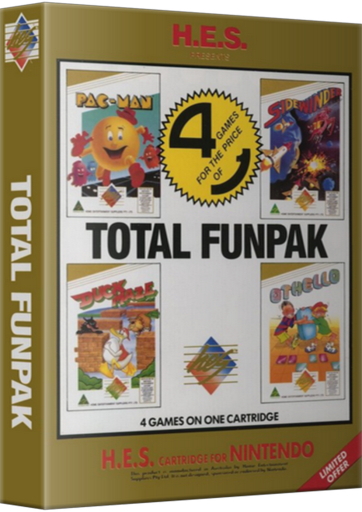 H.E.S.
PRESENTS
PAC-MAN
4 GAMES
FOR THE PRICE
OF 1
SIDEWINDER
TOTAL FUNPAK
TOTAL FUNPAK
DUCK MAZE
OTHELLO
HES
4 GAMES ON ONE CARTRIDGE
H.E.S. CARTRIDGE FOR NINTENDO
LIMITED
OFFER